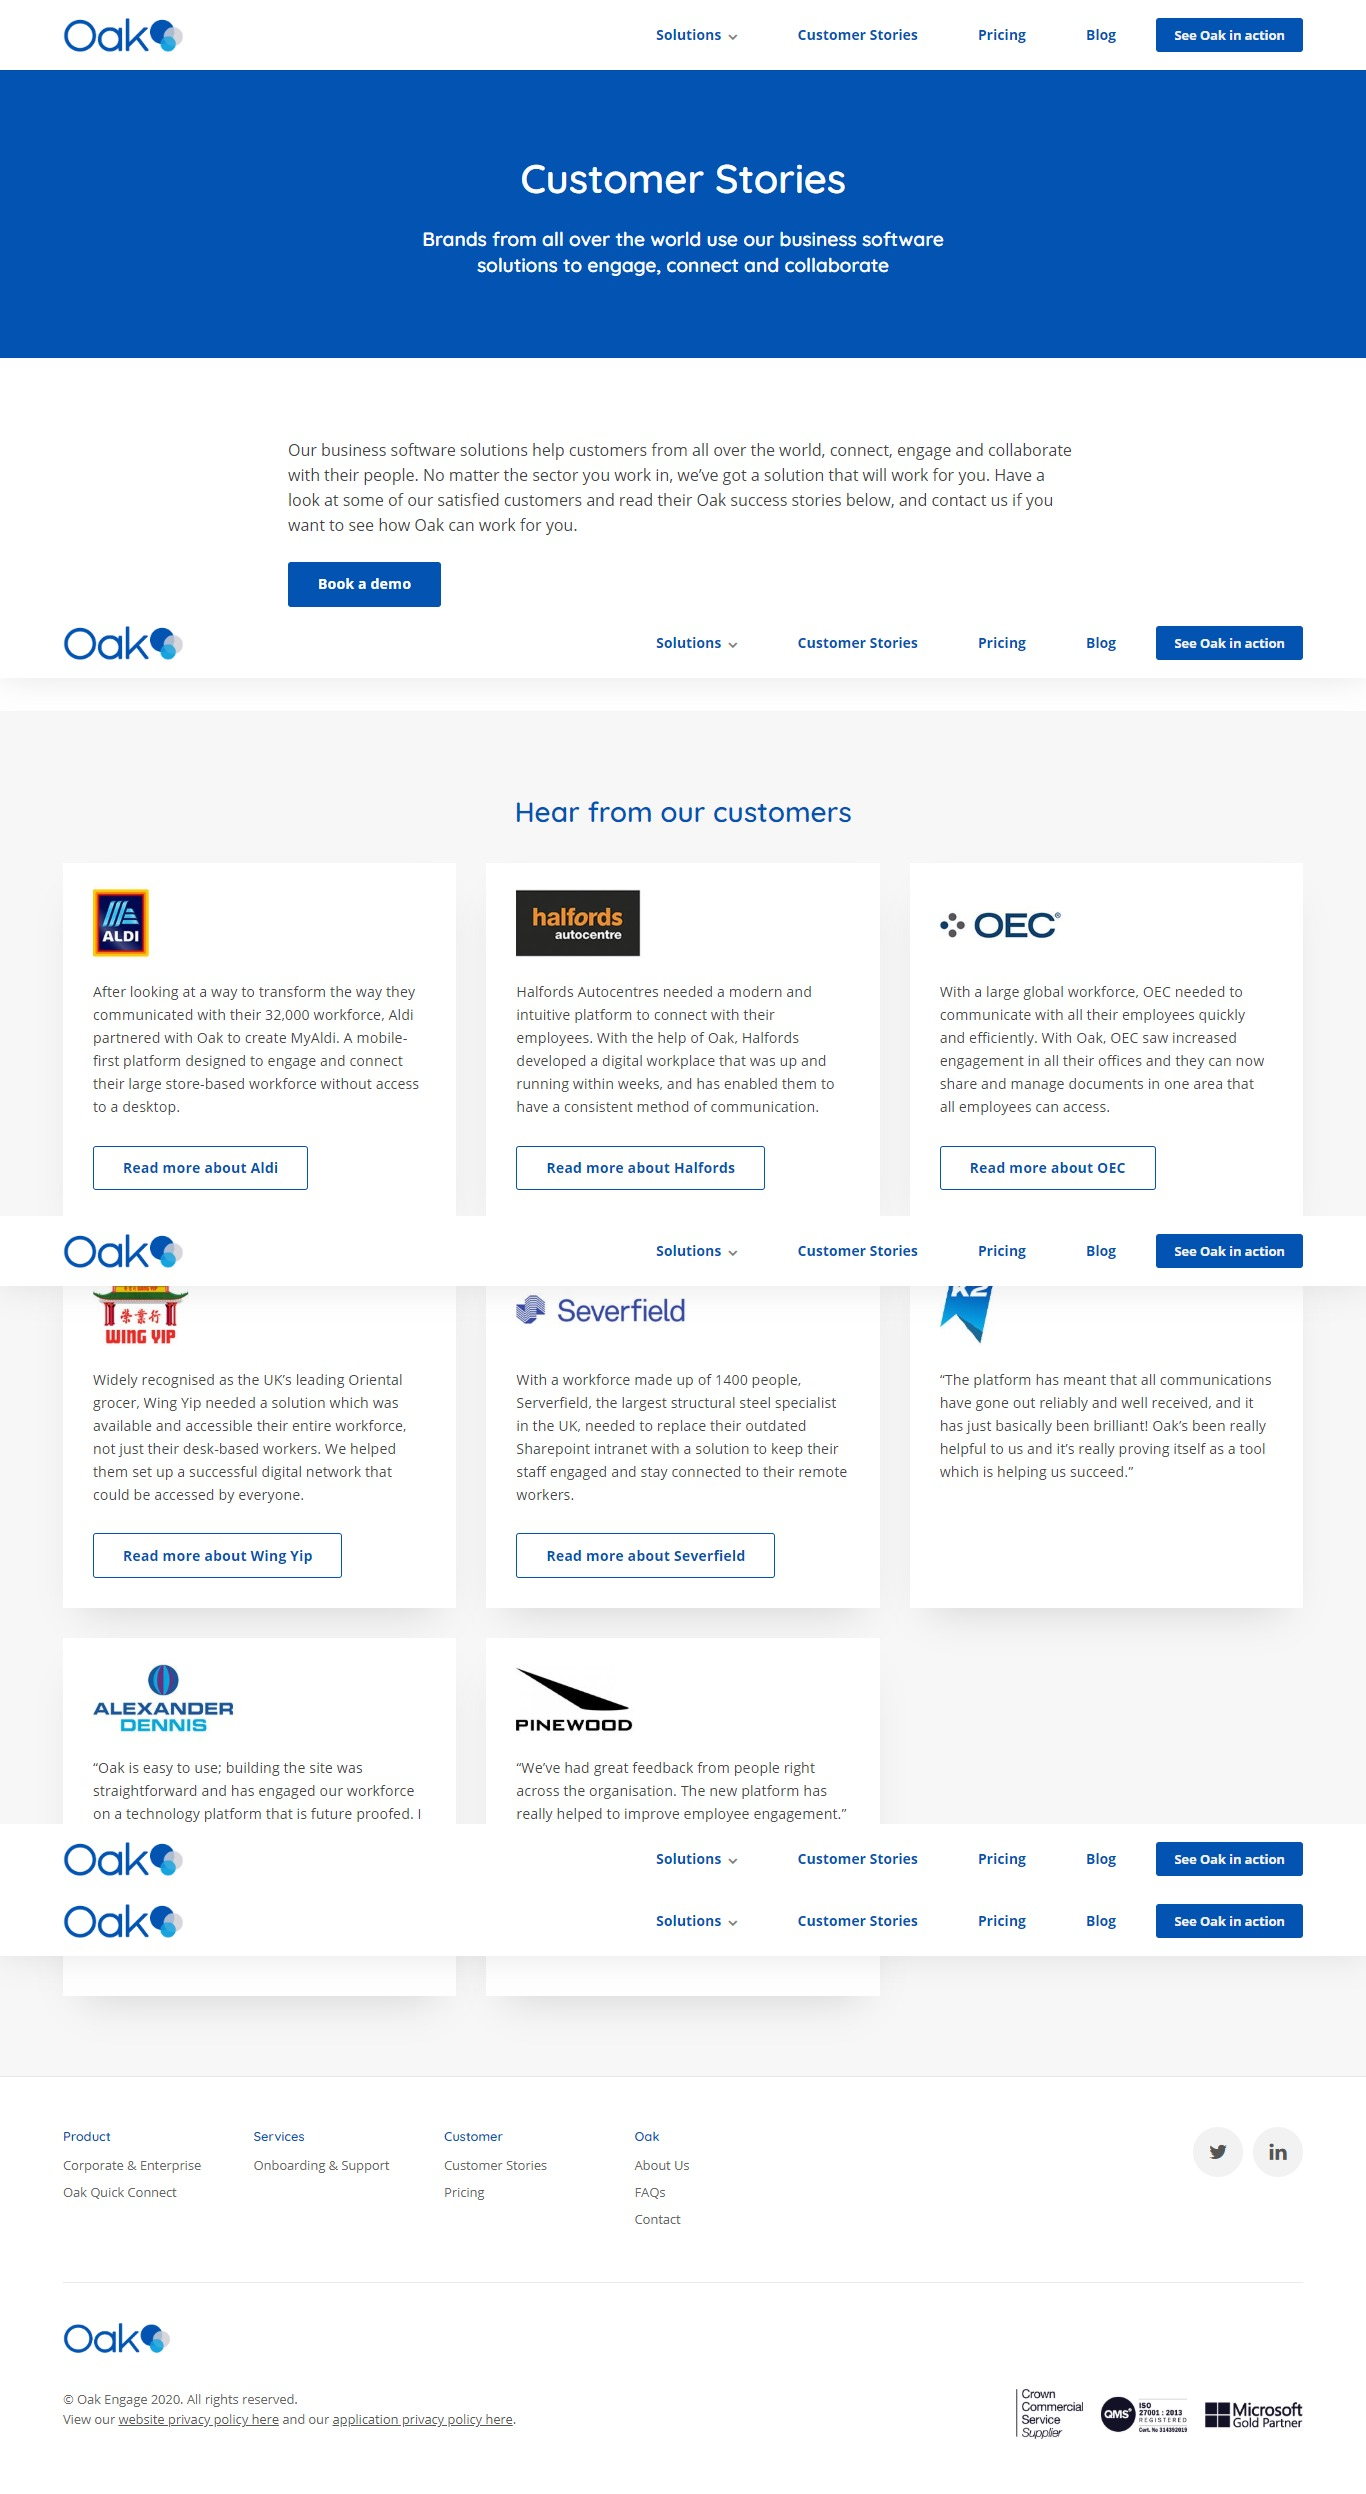 Oak
Solutions
Customer Stories
Pricing
Blog
See Oak in action
Customer Stories
Brands from all over the world use our business software
solutions to engage, connect and collaborate
Our business software solutions help customers from all over the world, connect, engage and collaborate
with their people. No matter the sector you work in, we’ve got a solution that will work for you. Have a
look at some of our satisfied customers and read their Oak success stories below, and contact us if you
want to see how Oak can work for you.
Book a demo
Oak
Solutions
Customer Stories
Pricing
Blog
See Oak in action
Hear from our customers
ALDI
After looking at a way to transform the way they
communicated with their 32,000 workforce, Aldi
partnered with Oak to create MyAldi. A mobile-
first platform designed to engage and connect
their large store-based workforce without access
to a desktop.
Read more about Aldi
halfords
autocentre
Halfords Autocentres needed a modern and
intuitive platform to connect with their
employees. With the help of Oak, Halfords
developed a digital workplace that was up and
running within weeks, and has enabled them to
have a consistent method of communication.
Read more about Halfords
OEC®
With a large global workforce, OEC needed to
communicate with all their employees quickly
and efficiently. With Oak, OEC saw increased
engagement in all their offices and they can now
share and manage documents in one area that
all employees can access.
Read more about OEC
Oak
Solutions
Customer Stories
Pricing
Blog
See Oak in action
榮業行
WING YIP
Widely recognised as the UK’s leading Oriental
grocer, Wing Yip needed a solution which was
available and accessible their entire workforce,
not just their desk-based workers. We helped
them set up a successful digital network that
could be accessed by everyone.
Read more about Wing Yip
Severfield
With a workforce made up of 1400 people,
Serverfield, the largest structural steel specialist
in the UK, needed to replace their outdated
Sharepoint intranet with a solution to keep their
staff engaged and stay connected to their remote
workers.
Read more about Severfield
K2
“The platform has meant that all communications
have gone out reliably and well received, and it
has just basically been brilliant! Oak’s been really
helpful to us and it’s really proving itself as a tool
which is helping us succeed.”
ALEXANDER
DENNIS
“Oak is easy to use; building the site was
straightforward and has engaged our workforce
on a technology platform that is future proofed. I
PINEWOOD
“We’ve had great feedback from people right
across the organisation. The new platform has
really helped to improve employee engagement.”
Oak
Solutions
Customer Stories
Pricing
Blog
See Oak in action
Oak
Solutions
Customer Stories
Pricing
Blog
See Oak in action
Product
Corporate & Enterprise
Oak Quick Connect
Services
Onboarding & Support
Customer
Customer Stories
Pricing
Oak
About Us
FAQs
Contact
in
Oak
© Oak Engage 2020. All rights reserved.
View our website privacy policy here and our application privacy policy here.
Crown
Commercial
Service
Supplier
QMS
ISO
27001 : 2013
REGISTERED
Cert. No 314392019
Microsoft
Gold Partner